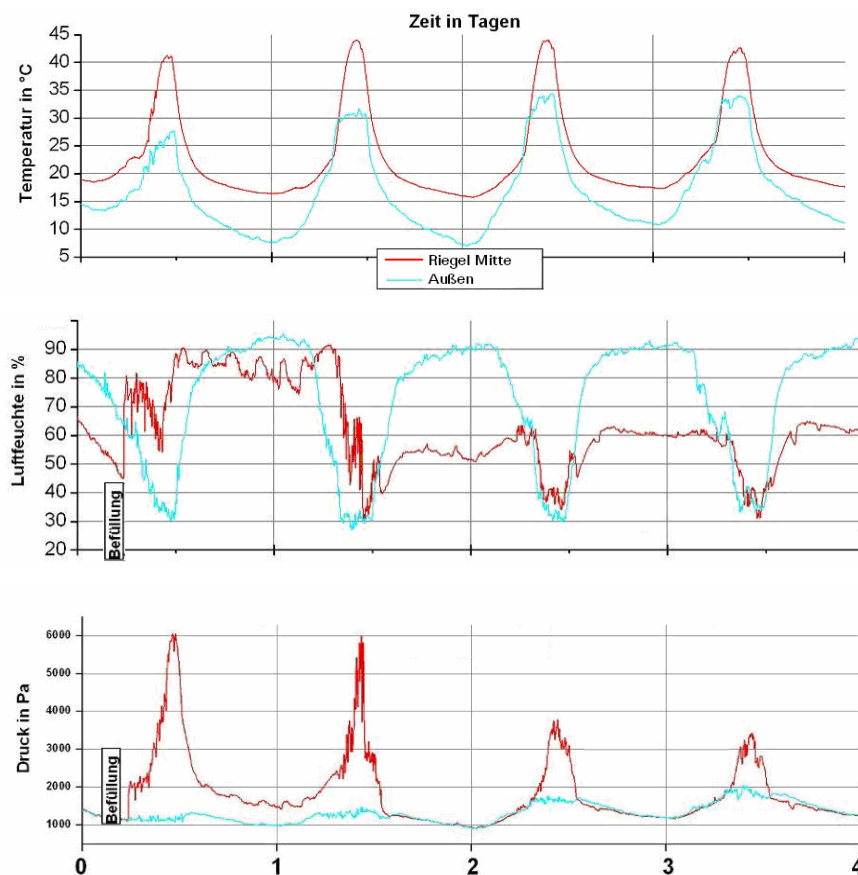 Zeit in Tagen
Temperatur in °C
45
40
35
30
25
20
15
10
5
Riegel Mitte
Außen
Luftfeuchte in %
90
80
70
60
50
40
30
20
Befüllung
Druck in Pa
6000
5000
4000
3000
2000
1000
Befüllung
0 1 2 3 4